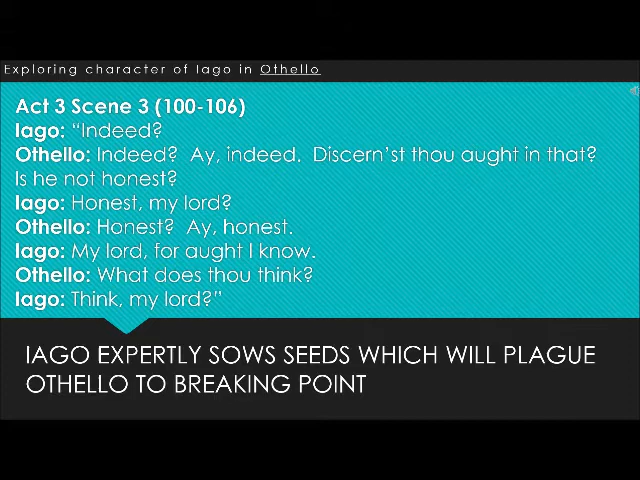 Exploring character of Iago in Othello
Act 3 Scene 3 (100-106)
Iago: "Indeed?
Othello: Indeed? Ay, indeed. Discern'st thou aught in that?
Is he not honest?
Iago: Honest, my lord?
Othello: Honest? Ay, honest.
Iago: My lord, for aught I know.
Othello: What does thou think?
Iago: Think, my lord?"
IAGO EXPERTLY SOWS SEEDS WHICH WILL PLAGUE
OTHELLO TO BREAKING POINT